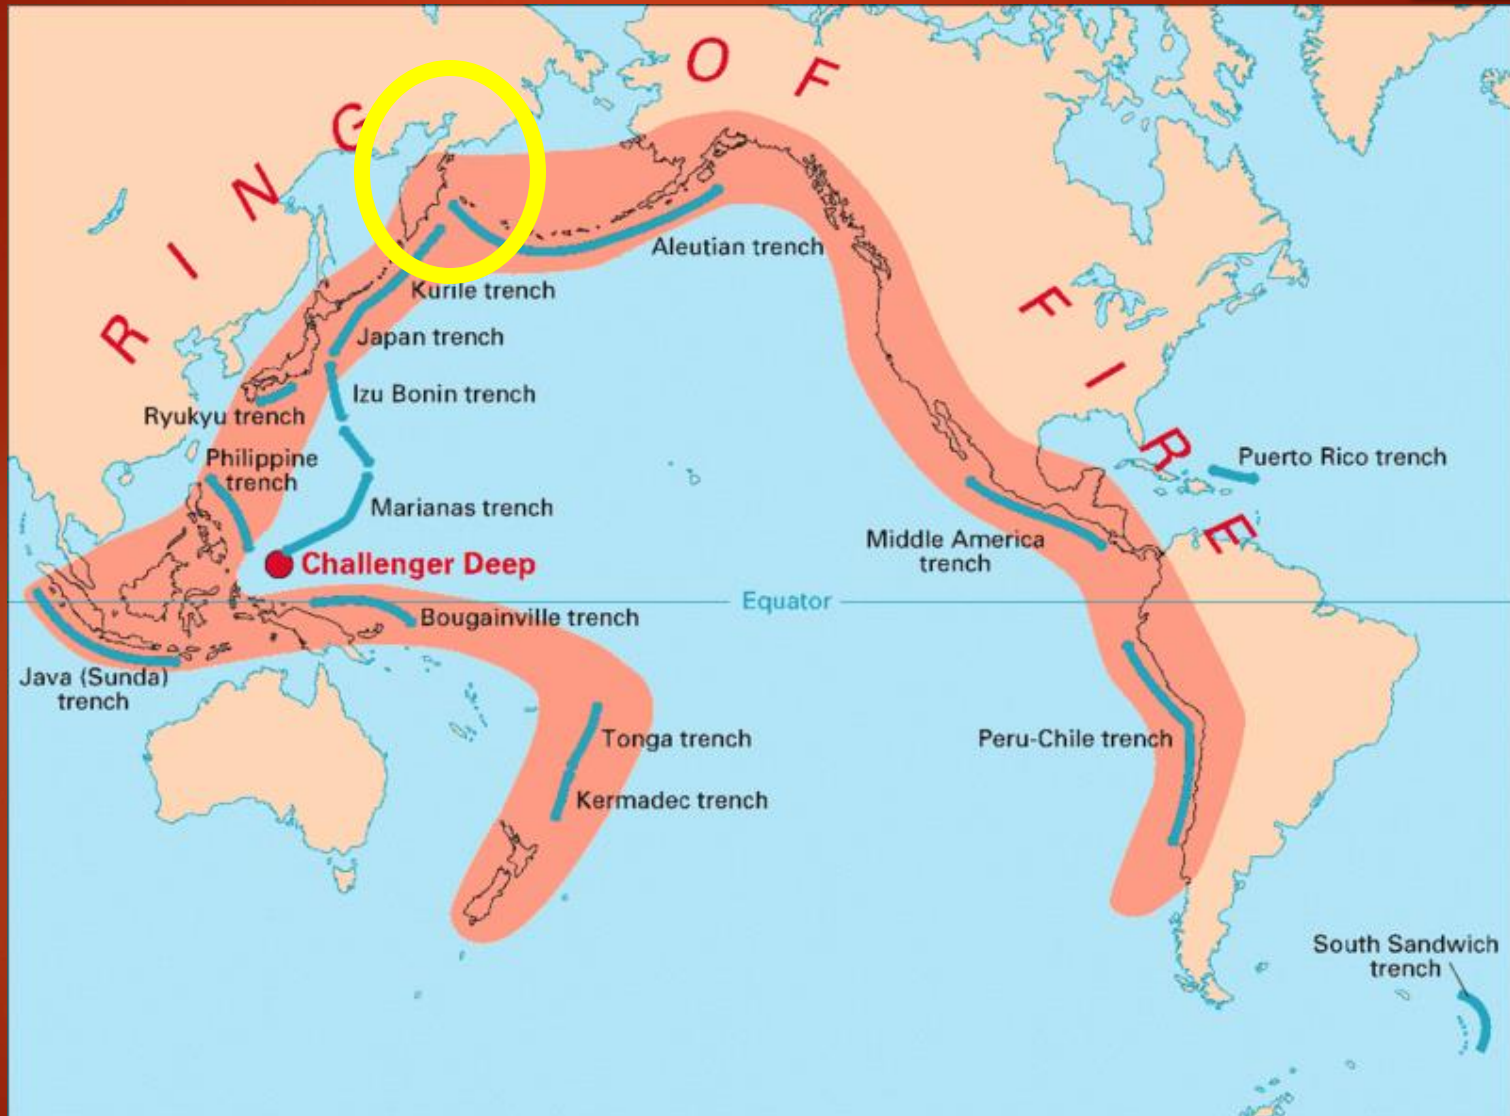 RING OF FIRE
Aleutian trench
Kurile trench
Japan trench
Izu Bonin trench
Ryukyu trench
Philippine
trench
Marianas trench
Challenger Deep
Bougainville trench
Equator
Java (Sunda)
trench
Tonga trench
Kermadec trench
Puerto Rico trench
Middle America
trench
Peru-Chile trench
South Sandwich
trench